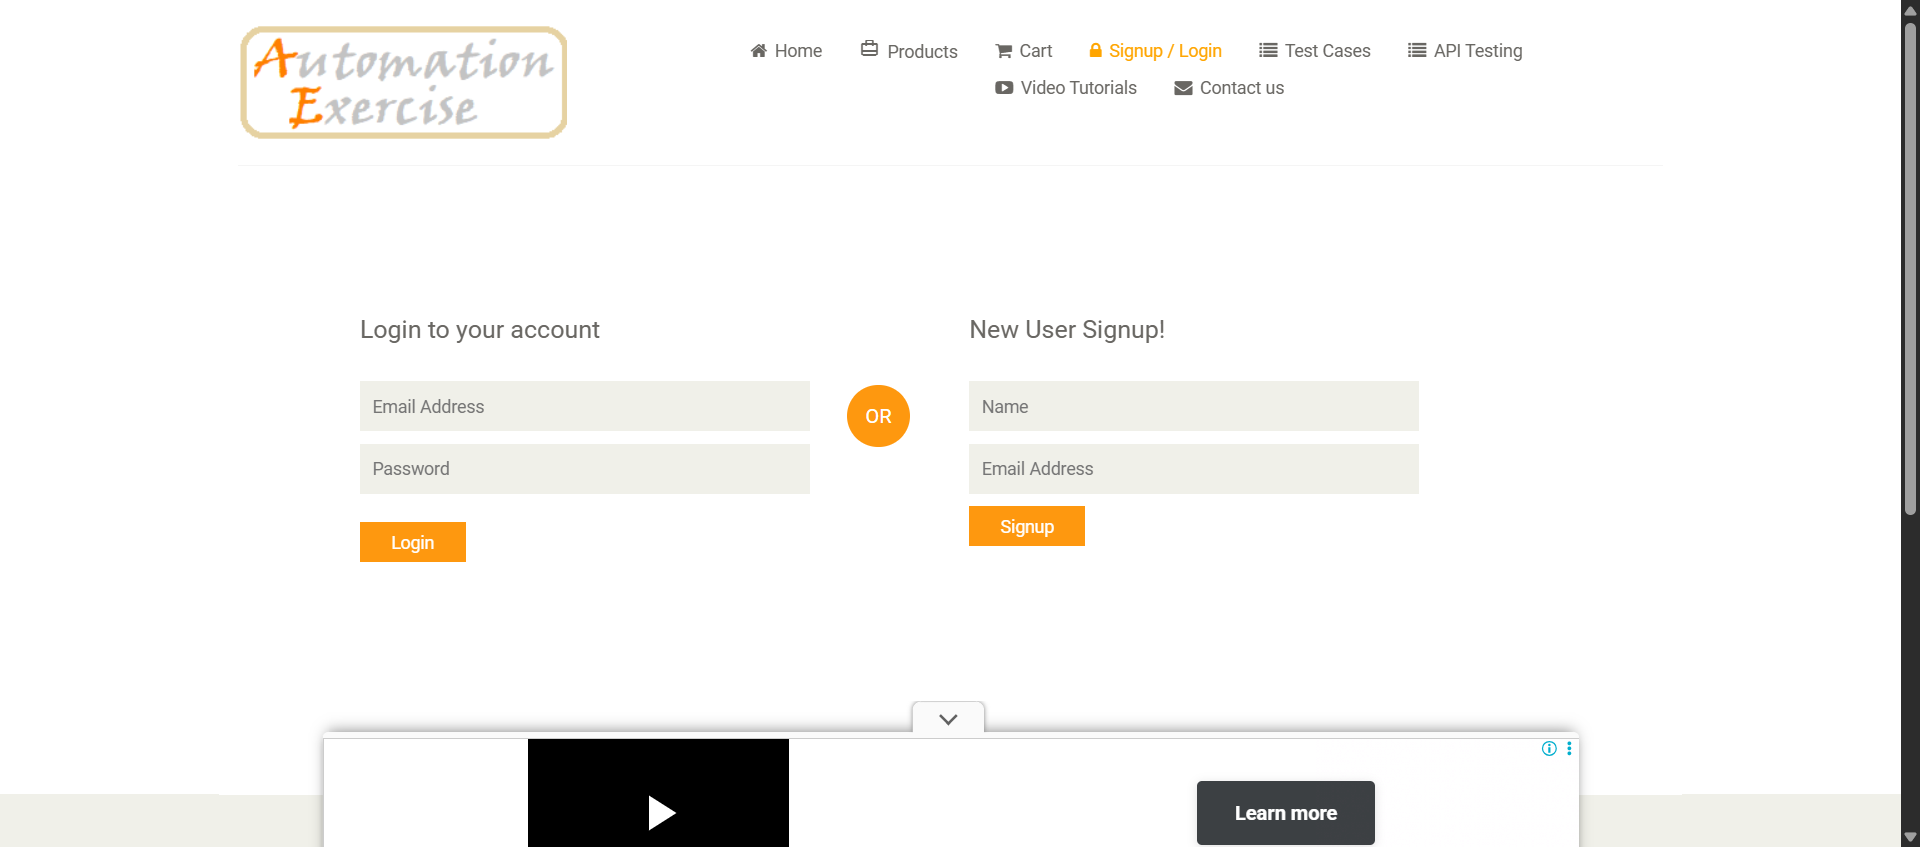 Automation
Exercise
Home
Products
Cart
Signup / Login
Test Cases
API Testing
Video Tutorials
Contact us
Login to your account
New User Signup!
Email Address
OR
Name
Password
Email Address
Login
Signup
Learn more